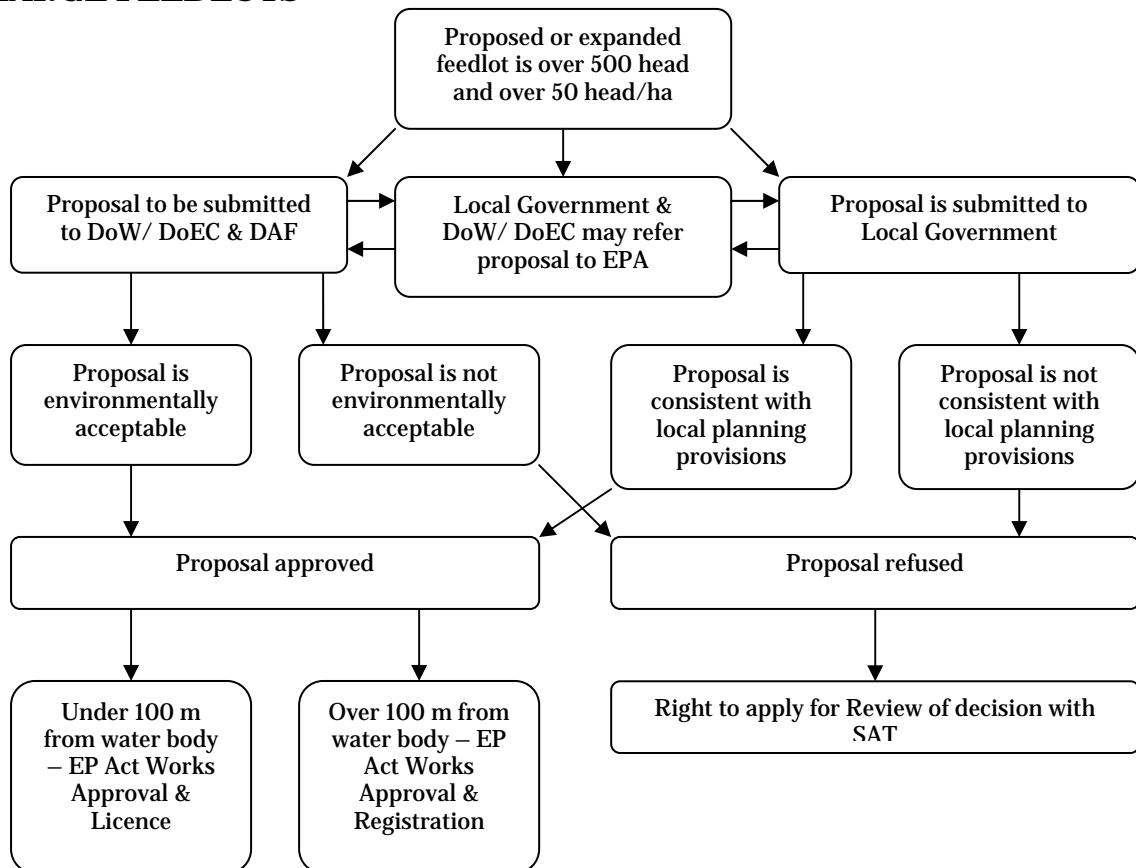 Proposed or expanded
feedlot is over 500 head
and over 50 head/ha
Proposal to be submitted
to DoW/ DoEC & DAF
Local Government &
DoW/ DoEC may refer
proposal to EPA
Proposal is submitted to
Local Government
Proposal is
environmentally
acceptable
Proposal is not
environmentally
acceptable
Proposal is
consistent with
local planning
provisions
Proposal is not
consistent with
local planning
provisions
Proposal approved
Proposal refused
Under 100 m
from water body
– EP Act Works
Approval &
Licence
Over 100 m from
water body – EP
Act Works
Approval &
Registration
Right to apply for Review of decision with
SAT